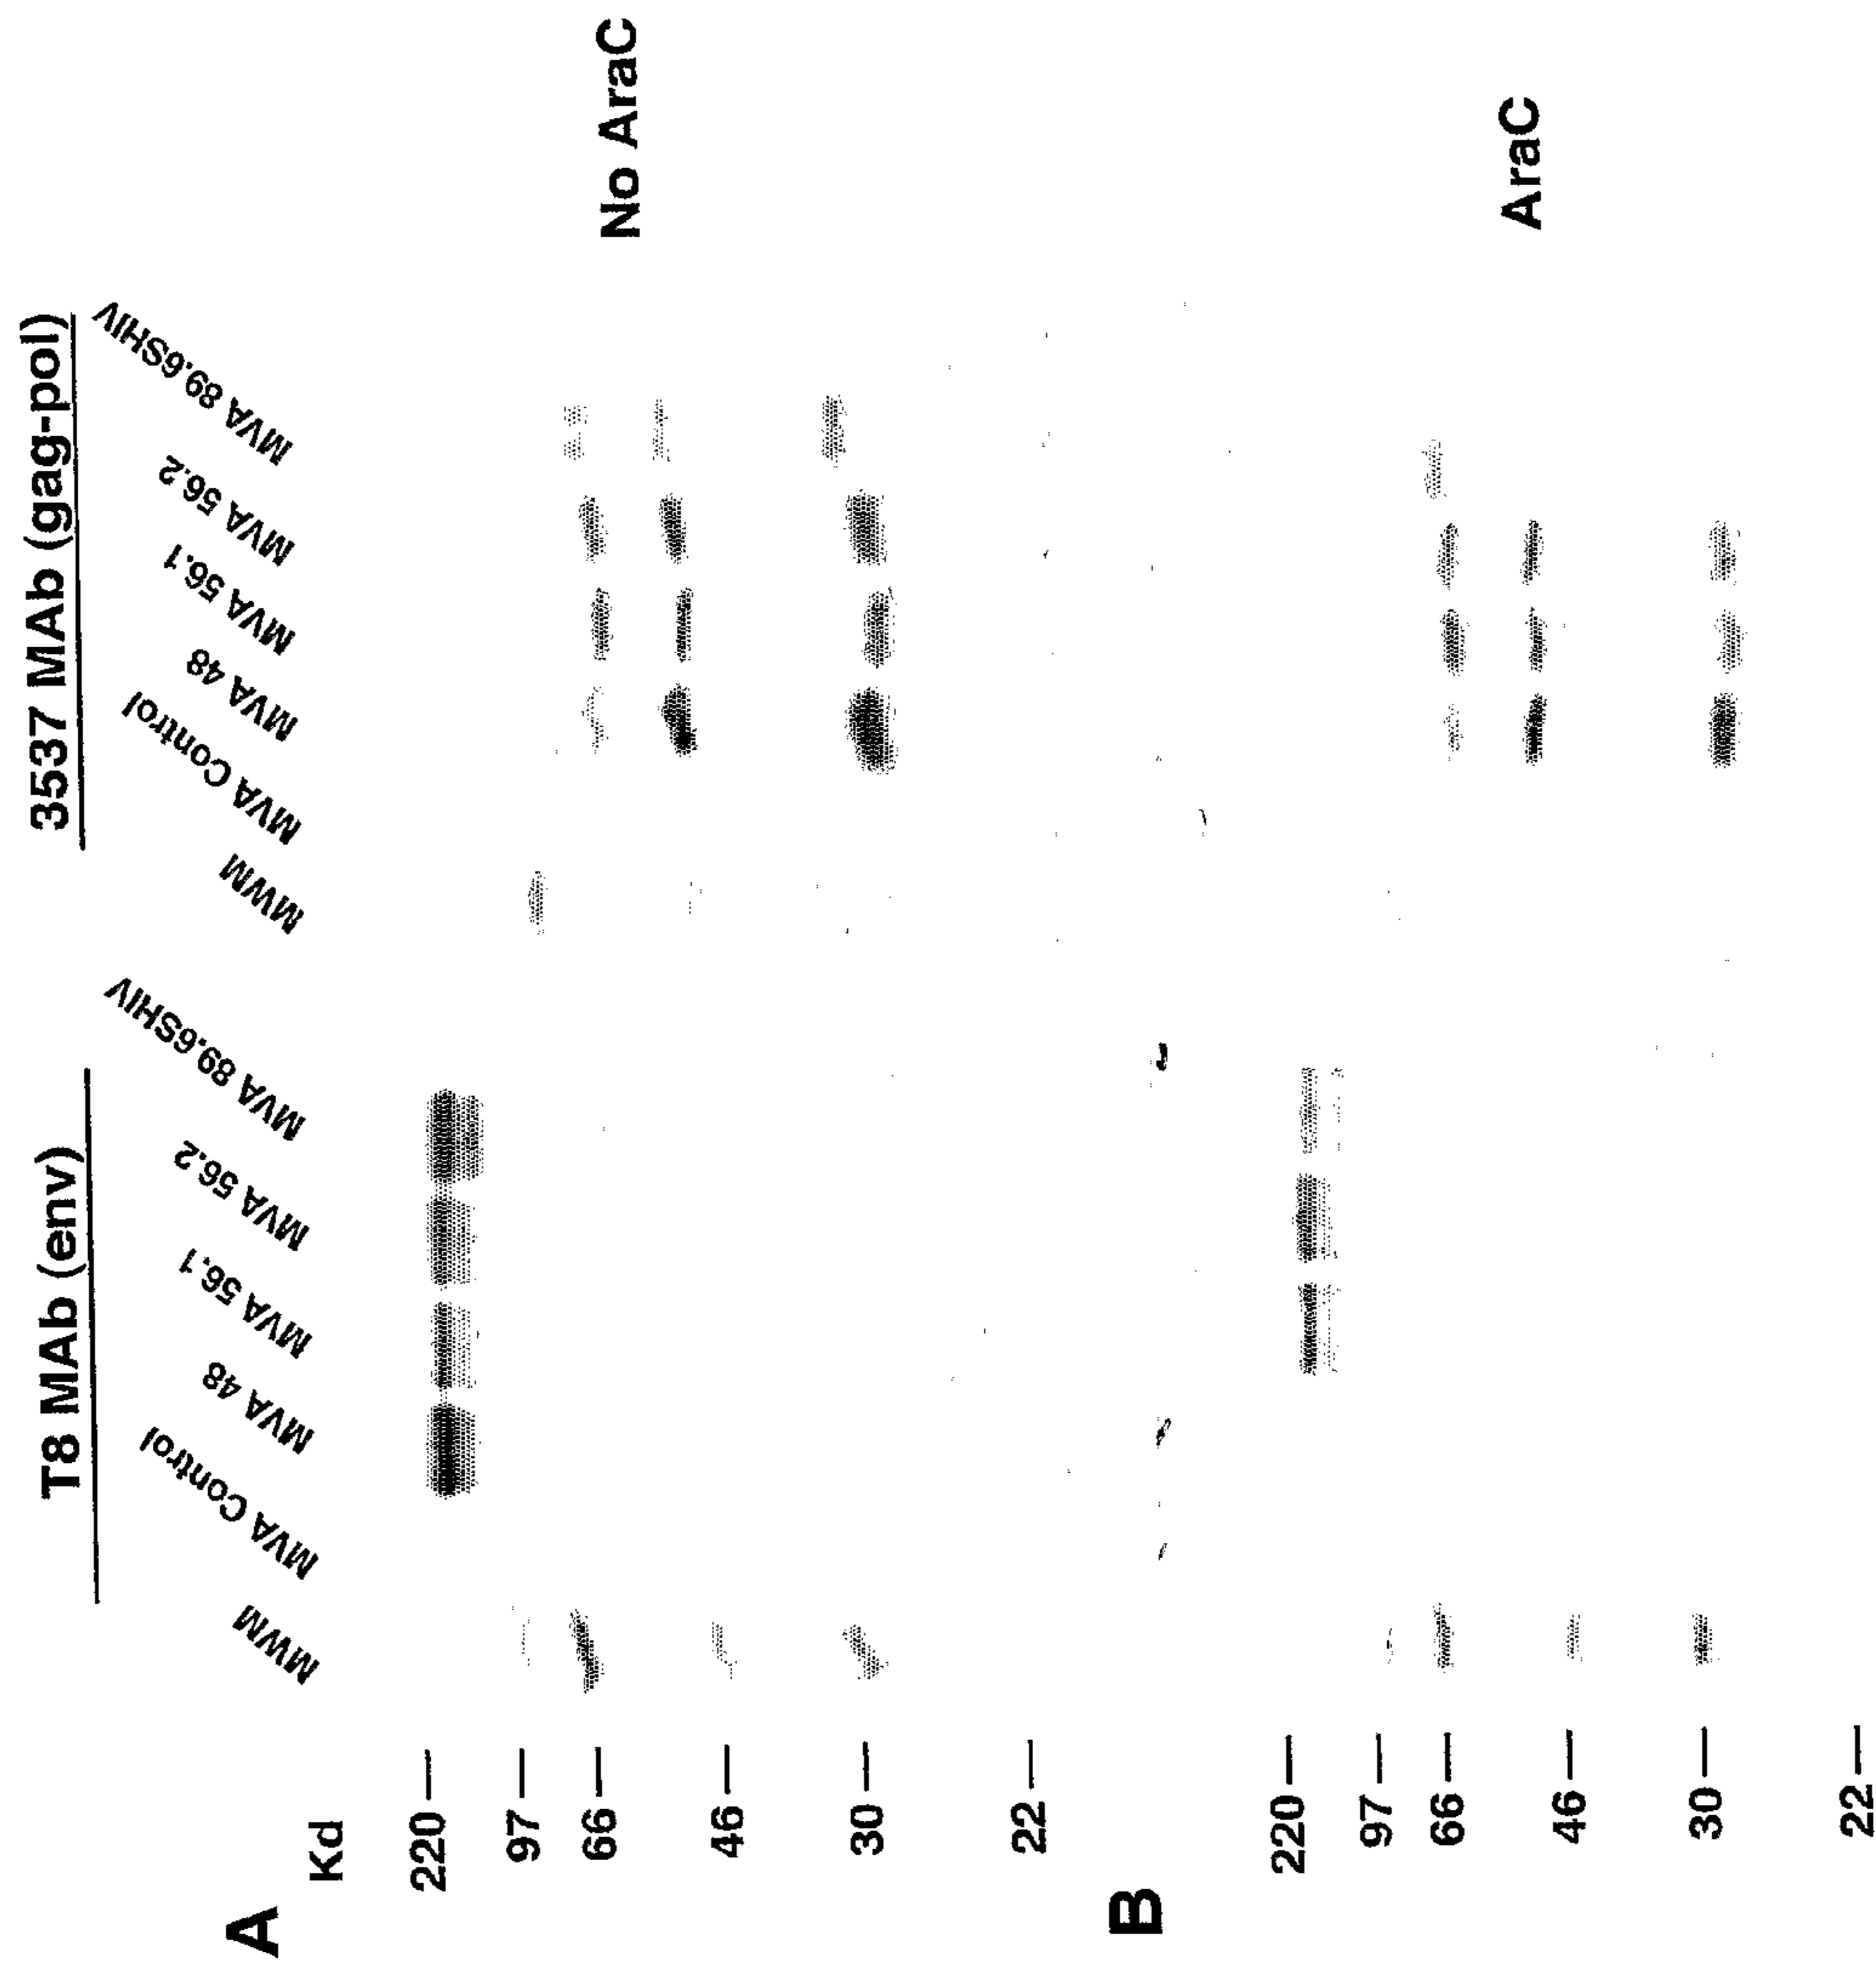 T8 MAb (env)
3537 MAb (gag-pol)
MWM
MVA Control
MVA 48
MVA 56.1
MVA 56.2
MVA 89.6SHIV
MWM
MVA Control
MVA 48
MVA 56.1
MVA 56.2
MVA 89.6SHIV
A
Kd
220
97
66
46
30
22
No AraC
B
220
97
66
46
30
22
AraC